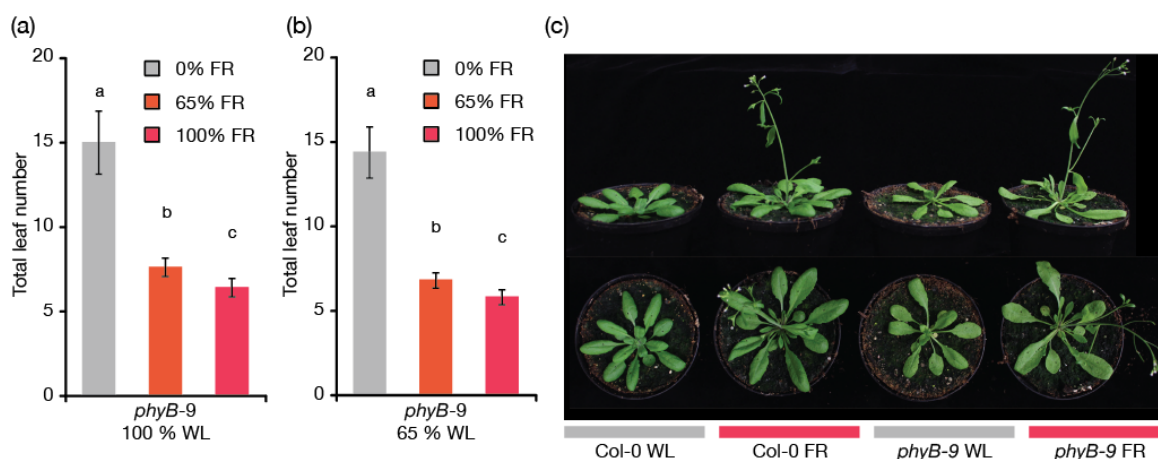 (a)
Total leaf number
20
15
10
5
0
a
b
c
0% FR
65% FR
100% FR
phyB-9
100 % WL
(b)
Total leaf number
20
15
10
5
0
a
b
c
0% FR
65% FR
100% FR
phyB-9
65 % WL
(c)
Col-0 WL
Col-0 FR
phyB-9 WL
phyB-9 FR